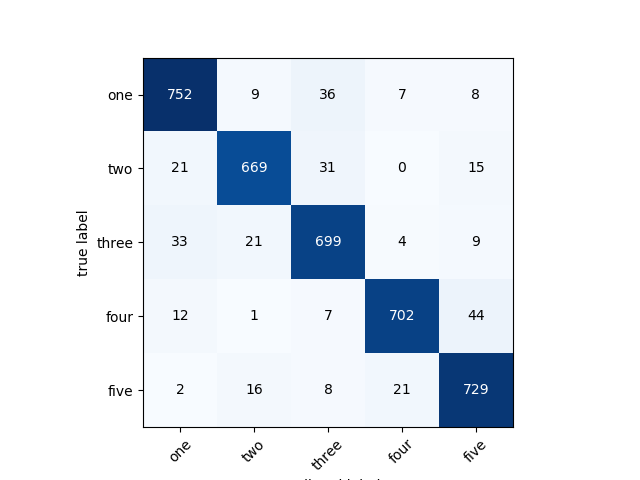 one 752 9 36 7 8
two 21 669 31 0 15
three 33 21 699 4 9
four 12 1 7 702 44
five 2 16 8 21 729
one two three four five
true label